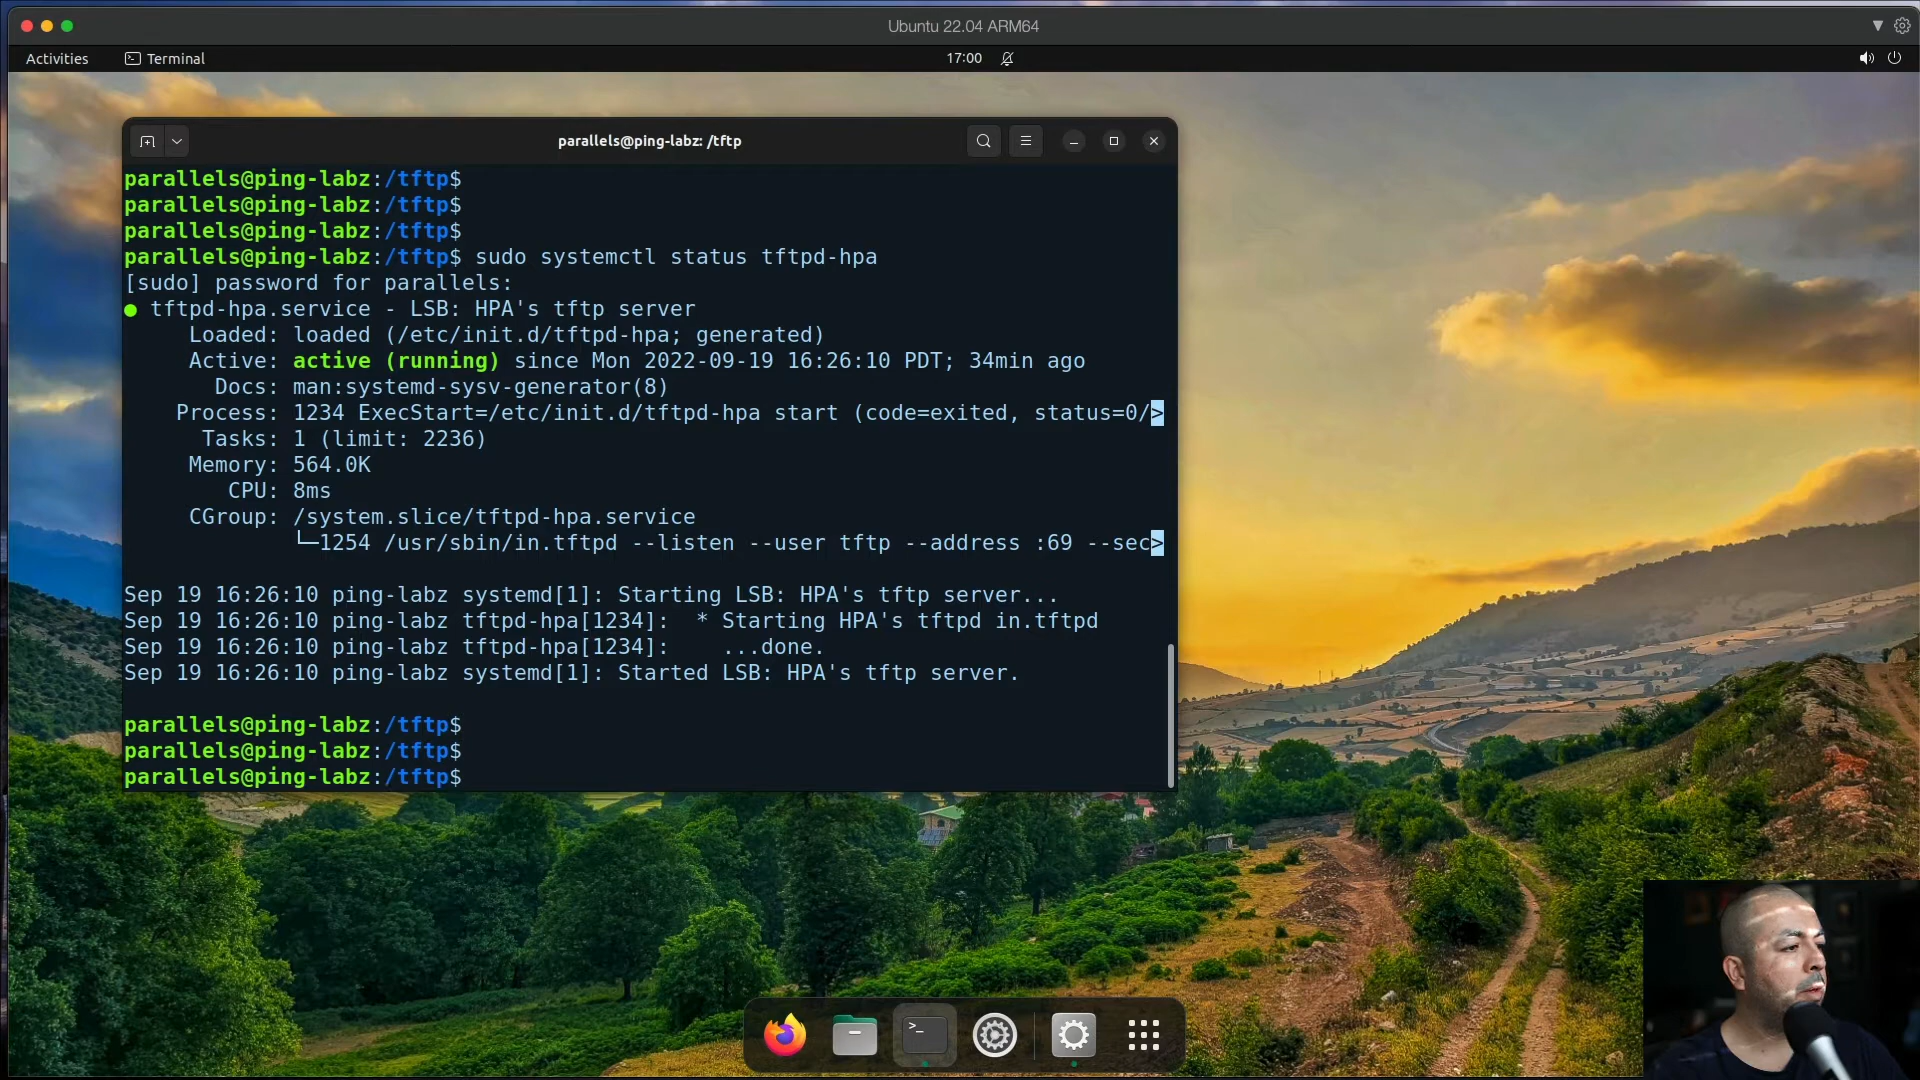 Ubuntu 22.04 ARM64
Activities
Terminal
17:00
parallels@ping-labz: /tftp
parallels@ping-labz:/tftp$
parallels@ping-labz:/tftp$
parallels@ping-labz:/tftp$
parallels@ping-labz:/tftp$ sudo systemctl status tftpd-hpa
[sudo] password for parallels:
● tftpd-hpa.service - LSB: HPA's tftp server
Loaded: loaded (/etc/init.d/tftpd-hpa; generated)
Active: active (running) since Mon 2022-09-19 16:26:10 PDT; 34min ago
Docs: man:systemd-sysv-generator(8)
Process: 1234 ExecStart=/etc/init.d/tftpd-hpa start (code=exited, status=0/>
Tasks: 1 (limit: 2236)
Memory: 564.0K
CPU: 8ms
CGroup: /system.slice/tftpd-hpa.service
└─1254 /usr/sbin/in.tftpd --listen --user tftp --address :69 --sec>
Sep 19 16:26:10 ping-labz systemd[1]: Starting LSB: HPA's tftp server...
Sep 19 16:26:10 ping-labz tftpd-hpa[1234]:  * Starting HPA's tftpd in.tftpd
Sep 19 16:26:10 ping-labz tftpd-hpa[1234]:    ...done.
Sep 19 16:26:10 ping-labz systemd[1]: Started LSB: HPA's tftp server.
parallels@ping-labz:/tftp$
parallels@ping-labz:/tftp$
parallels@ping-labz:/tftp$